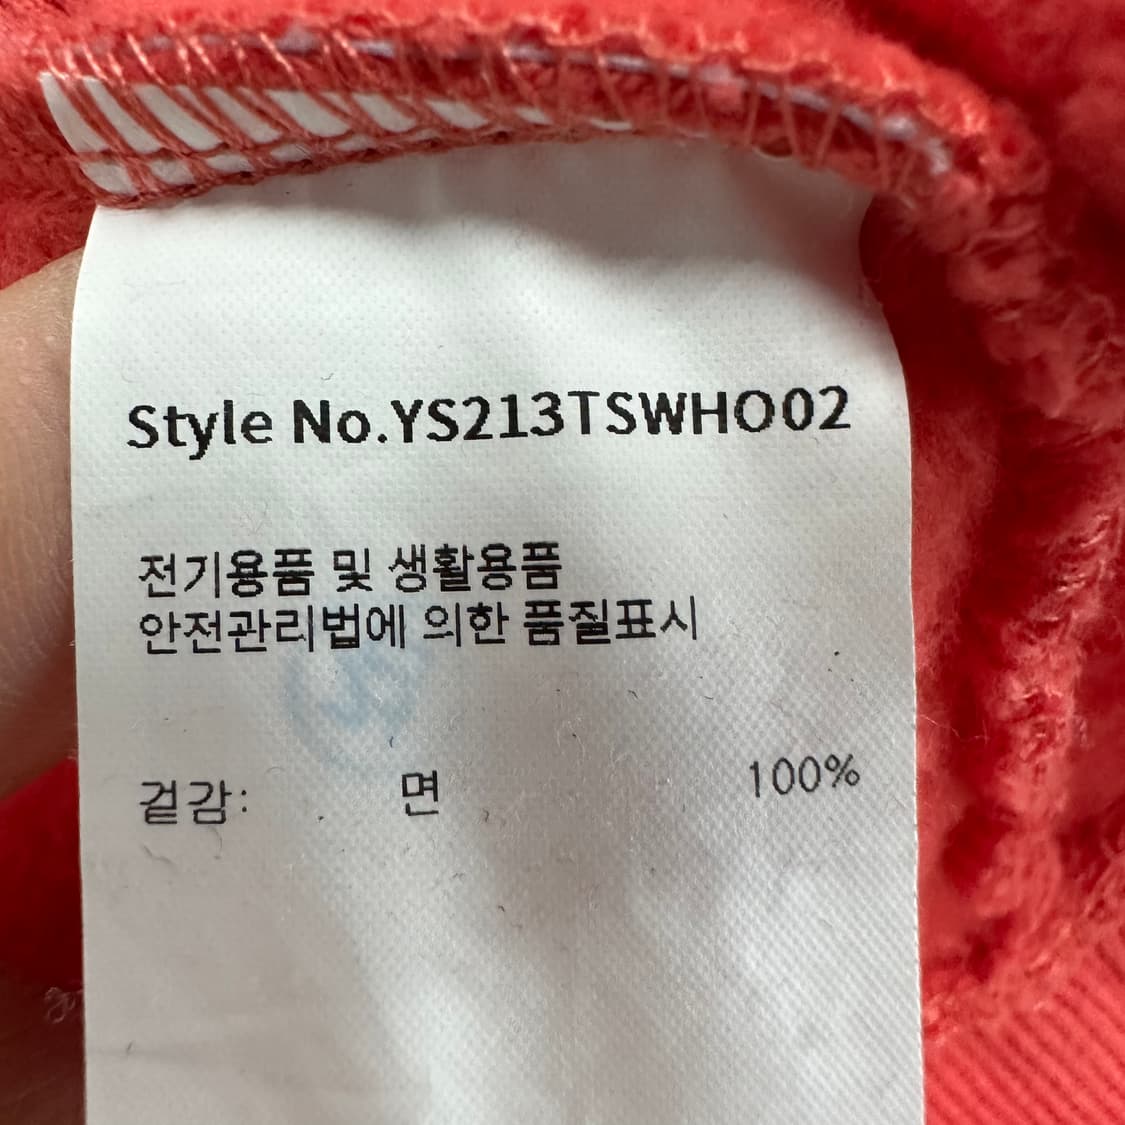 Style No.YS213TSWHO02
전기용품 및 생활용품
안전관리법에 의한 품질표시
겉감: 면 100%